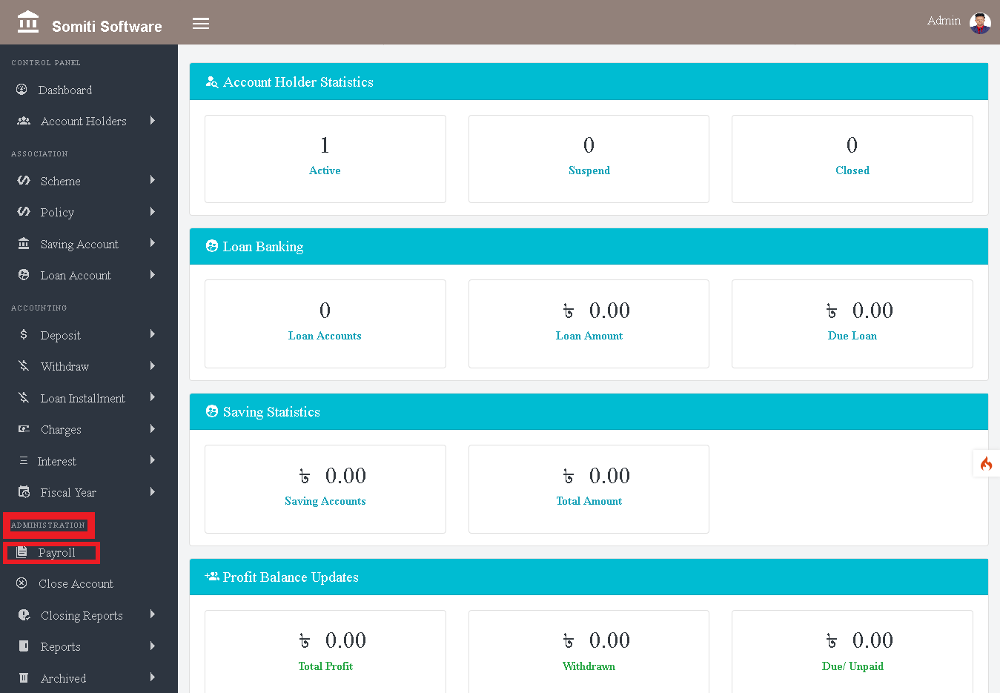 Somiti Software
Admin
CONTROL PANEL
Dashboard
Account Holders
ASSOCIATION
Scheme
Policy
Saving Account
Loan Account
ACCOUNTING
Deposit
Withdraw
Loan Installment
Charges
Interest
Fiscal Year
ADMINISTRATION
Payroll
Close Account
Closing Reports
Reports
Archived
Account Holder Statistics
1
Active
0
Suspend
0
Closed
Loan Banking
0
Loan Accounts
৳ 0.00
Loan Amount
৳ 0.00
Due Loan
Saving Statistics
৳ 0.00
Saving Accounts
৳ 0.00
Total Amount
Profit Balance Updates
৳ 0.00
Total Profit
৳ 0.00
Withdrawn
৳ 0.00
Due/ Unpaid